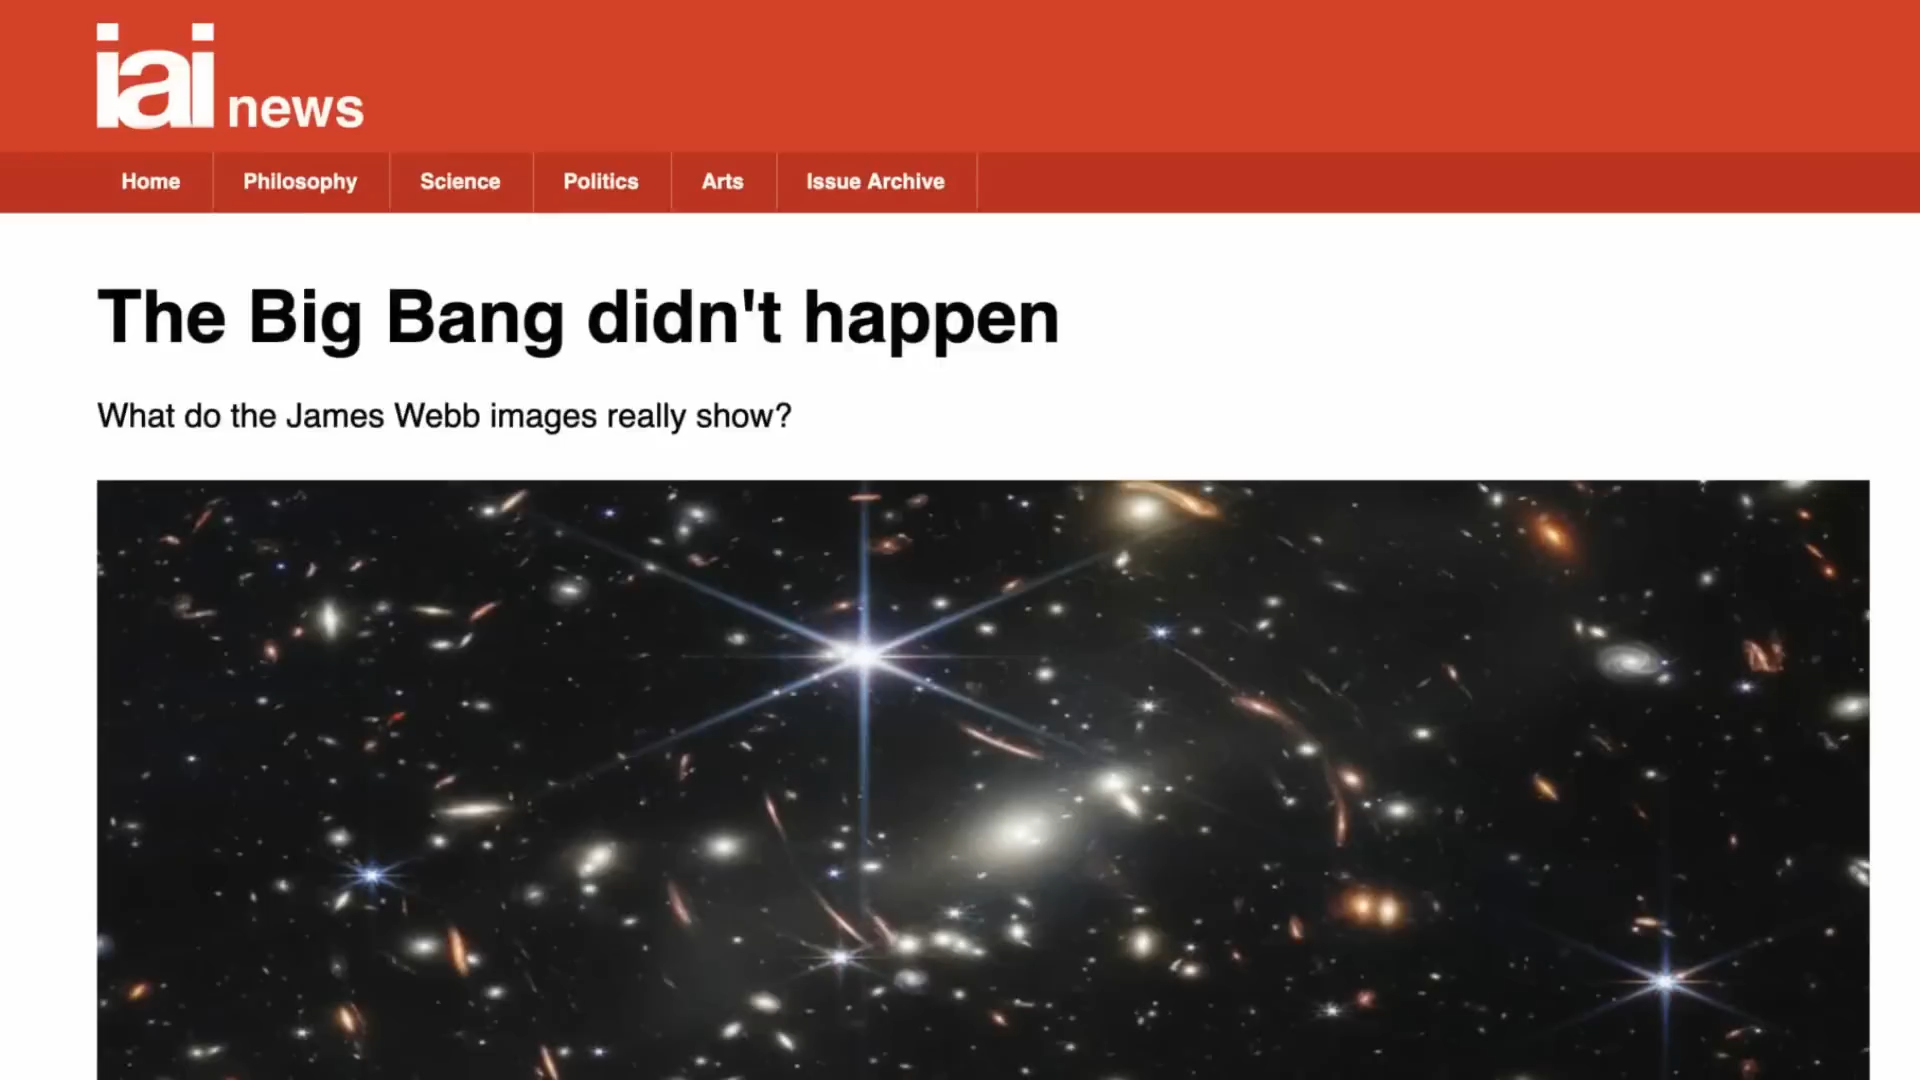 iai news
Home Philosophy Science Politics Arts Issue Archive
The Big Bang didn't happen
What do the James Webb images really show?